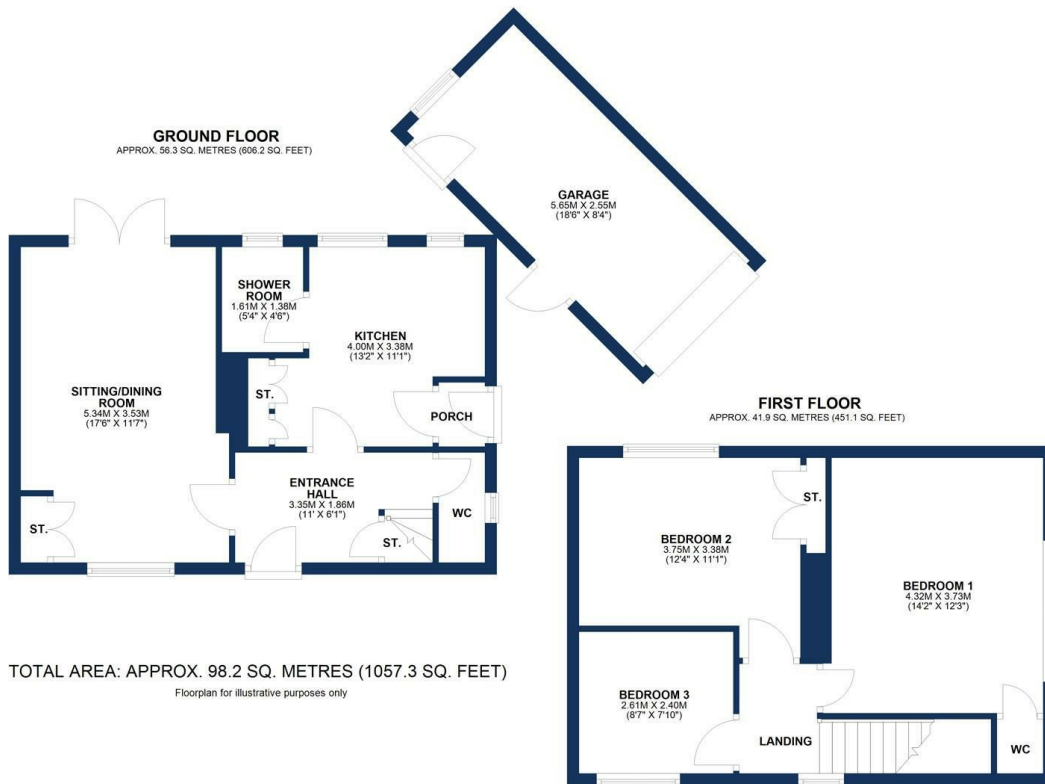 GROUND FLOOR
APPROX. 56.3 SQ. METRES (606.2 SQ. FEET)
GARAGE
5.65M X 2.55M
(18'6" X 8'4")
SHOWER
ROOM
1.61M X 1.38M
(5'4" X 4'6")
KITCHEN
4.00M X 3.38M
(13'2" X 11'1")
SITTING/DINING
ROOM
5.34M X 3.53M
(17'6" X 11'7")
ST.
PORCH
ENTRANCE
HALL
3.35M X 1.86M
(11' X 6'1")
WC
ST.
ST.
FIRST FLOOR
APPROX. 41.9 SQ. METRES (451.1 SQ. FEET)
ST.
BEDROOM 2
3.75M X 3.38M
(12'4" X 11'1")
BEDROOM 1
4.32M X 3.73M
(14'2" X 12'3")
BEDROOM 3
2.61M X 2.40M
(8'7" X 7'10")
LANDING
WC
TOTAL AREA: APPROX. 98.2 SQ. METRES (1057.3 SQ. FEET)
Floorplan for illustrative purposes only